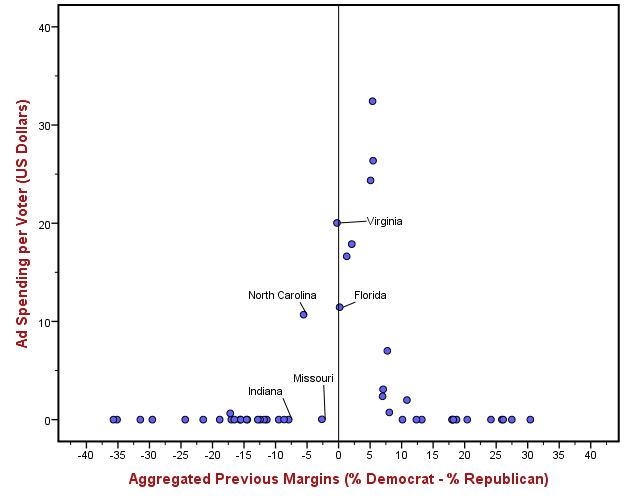 Ad Spending per Voter (US Dollars)
40
30
20
10
0
Virginia
North Carolina
Florida
Missouri
Indiana
-40 -35 -30 -25 -20 -15 -10 -5 0 5 10 15 20 25 30 35 40
Aggregated Previous Margins (% Democrat - % Republican)